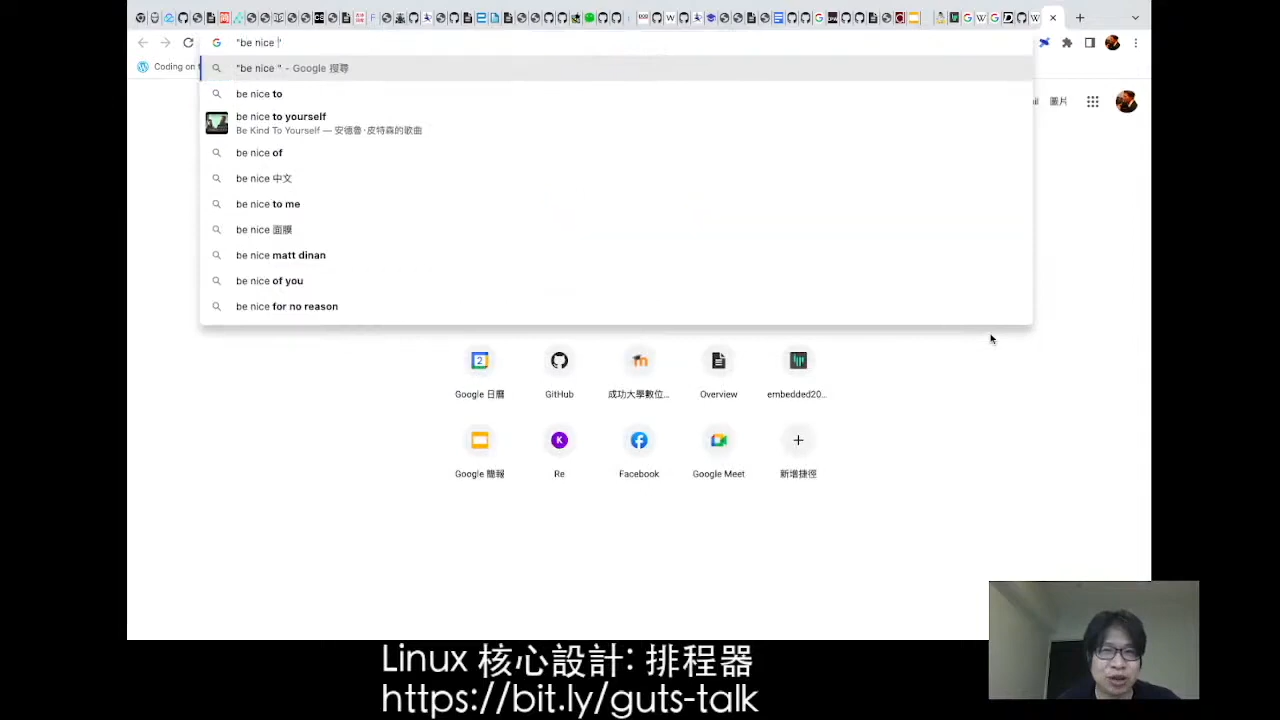 "be nice "
Coding on
"be nice " - Google 搜尋
be nice to
be nice to yourself
Be Kind To Yourself — 安德魯·皮特森的歌曲
be nice of
be nice 中文
be nice to me
be nice 面膜
be nice matt dinan
be nice of you
be nice for no reason
圖片
Google 日曆
GitHub
成功大學數位...
Overview
embedded20...
Google 簡報
Re
Facebook
Google Meet
新增捷徑
Linux 核心設計: 排程器
https://bit.ly/guts-talk